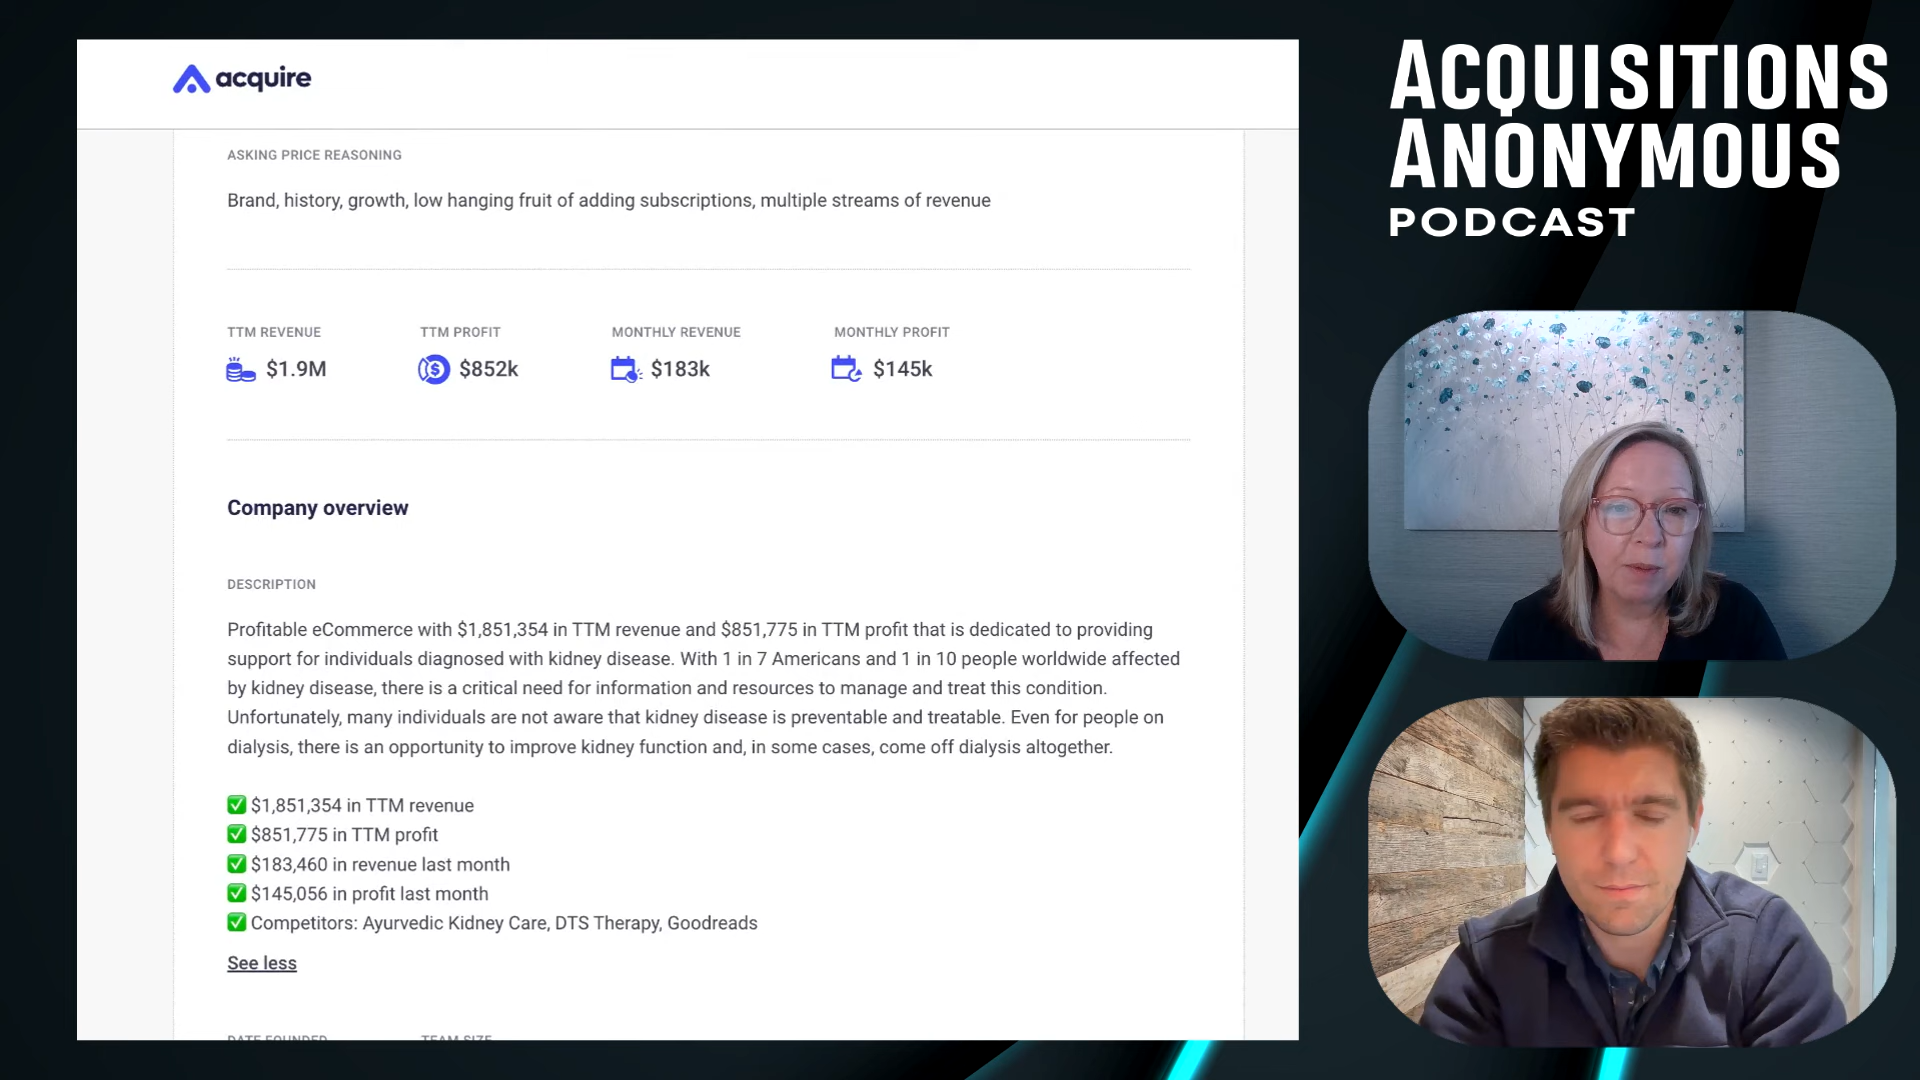 acquire
ASKING PRICE REASONING
Brand, history, growth, low hanging fruit of adding subscriptions, multiple streams of revenue
TTM REVENUE
$1.9M
TTM PROFIT
$852k
MONTHLY REVENUE
$183k
MONTHLY PROFIT
$145k
Company overview
DESCRIPTION
Profitable eCommerce with $1,851,354 in TTM revenue and $851,775 in TTM profit that is dedicated to providing
support for individuals diagnosed with kidney disease. With 1 in 7 Americans and 1 in 10 people worldwide affected
by kidney disease, there is a critical need for information and resources to manage and treat this condition.
Unfortunately, many individuals are not aware that kidney disease is preventable and treatable. Even for people on
dialysis, there is an opportunity to improve kidney function and, in some cases, come off dialysis altogether.
✅ $1,851,354 in TTM revenue
✅ $851,775 in TTM profit
✅ $183,460 in revenue last month
✅ $145,056 in profit last month
✅ Competitors: Ayurvedic Kidney Care, DTS Therapy, Goodreads
See less
DATE FOUNDED
TEAM SIZE
ACQUISITIONS
ANONYMOUS
PODCAST